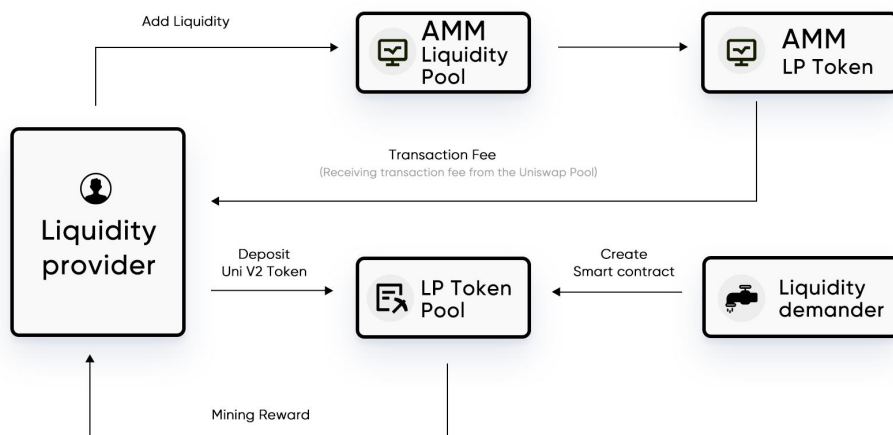 Add Liquidity
AMM
Liquidity
Pool
AMM
LP Token
Transaction Fee
(Receiving transaction fee from the Uniswap Pool)
Liquidity
provider
Deposit
Uni V2 Token
LP Token
Pool
Create
Smart contract
Liquidity
demander
Mining Reward